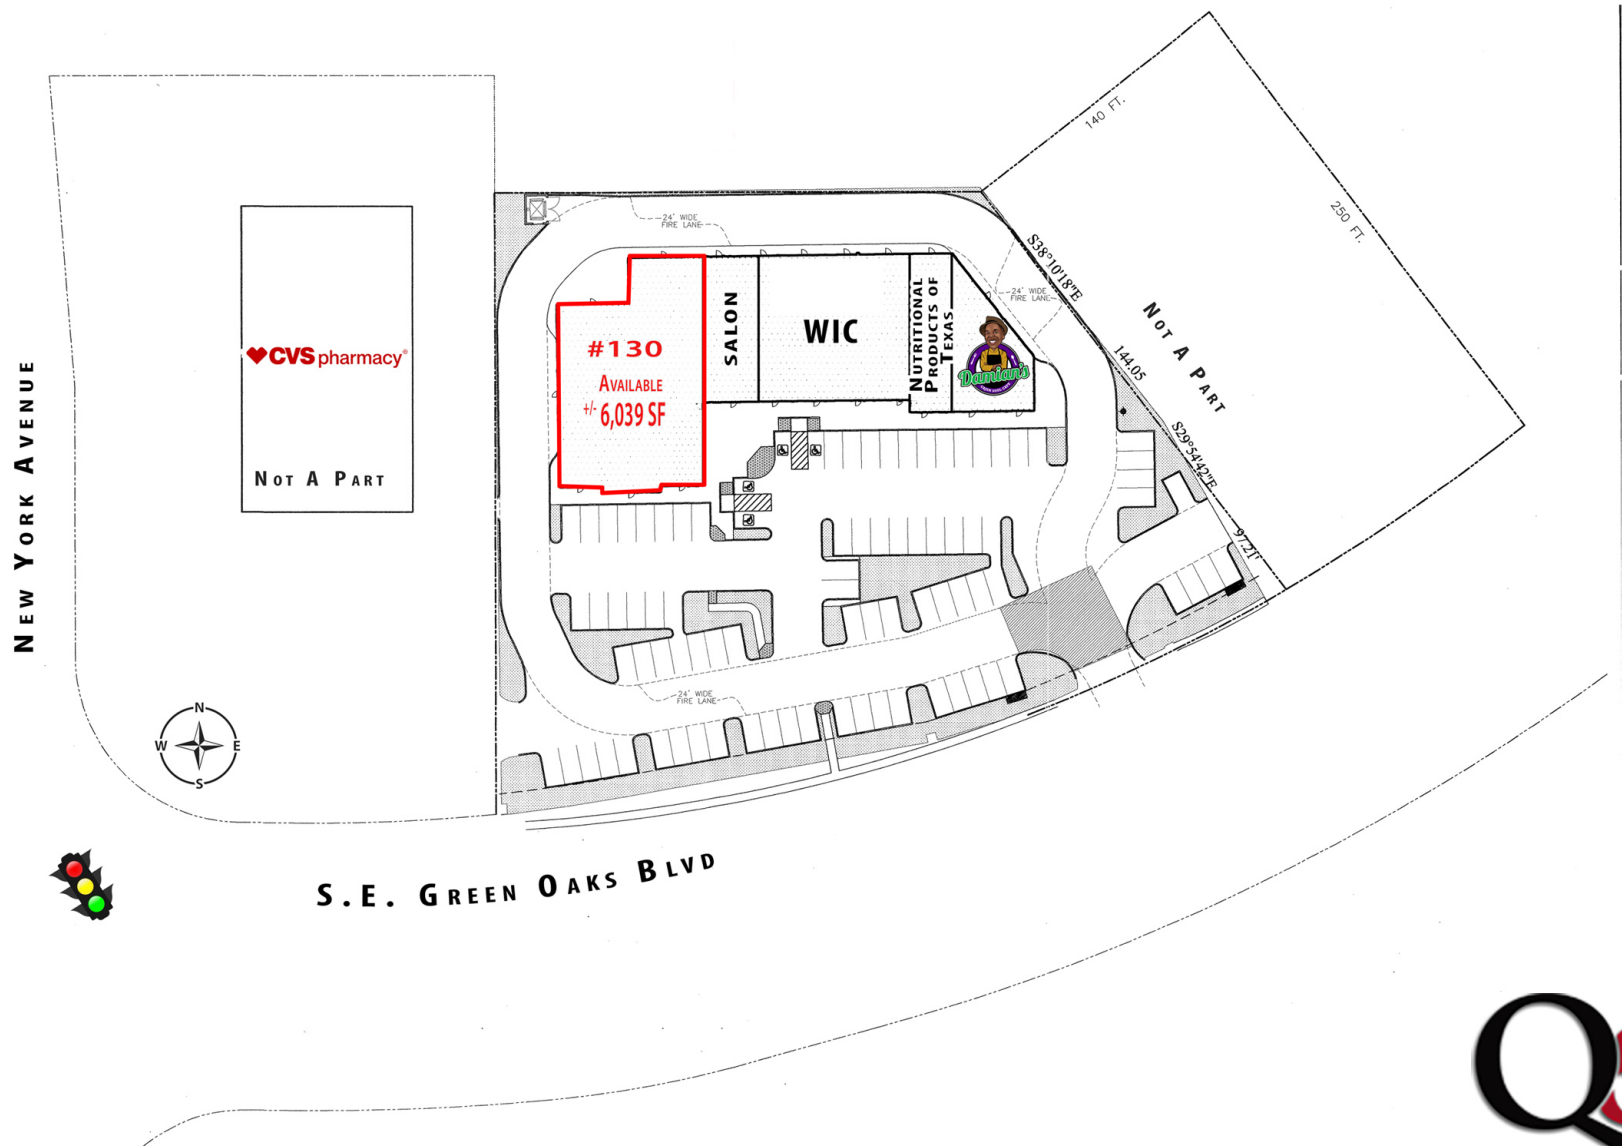 140 FT.
250 FT.
24' WIDE
FIRE LANE
S38°10'18"E
24' WIDE
FIRE LANE
144.05
NOT A PART
S29°54'42"E
97.21'
NEW YORK AVENUE
CVS pharmacy®
NOT A PART
#130
AVAILABLE
+/- 6,039 SF
SALON
WIC
NUTRITIONAL
PRODUCTS OF
TEXAS
Damian's
24' WIDE
FIRE LANE
N
W E
S
S.E. GREEN OAKS BLVD
Q